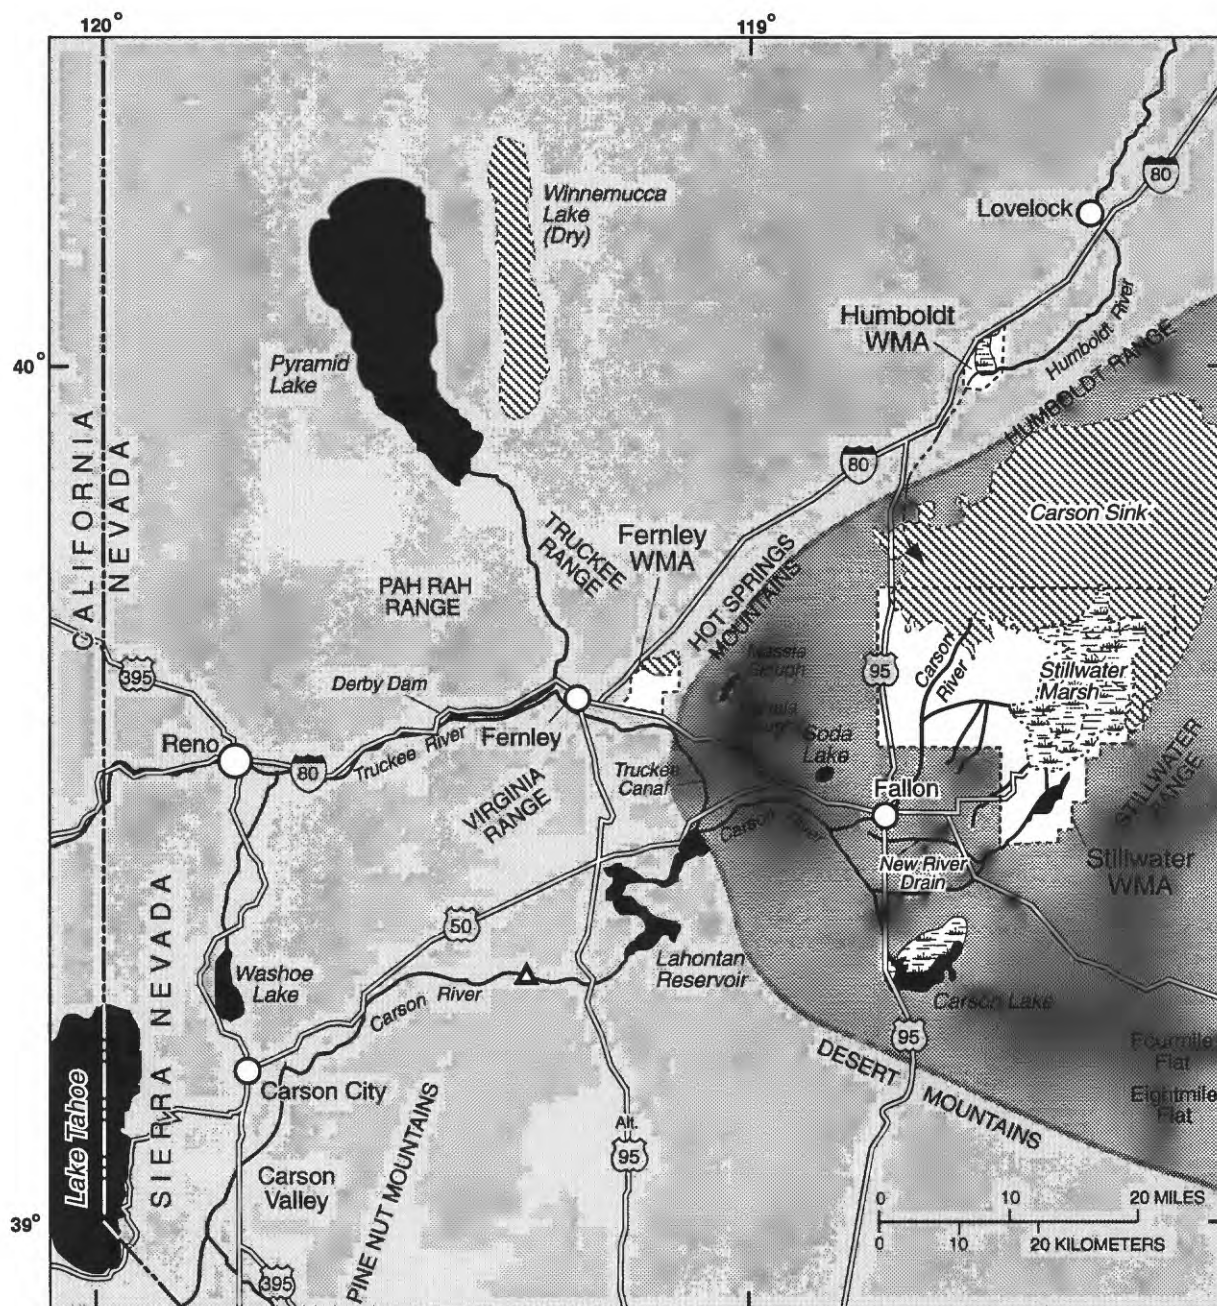 120°
119°
80
Lovelock
Winnemucca
Lake
(Dry)
Humboldt
WMA
Humboldt River
HUMBOLDT RANGE
40°
Pyramid
Lake
CALIFORNIA
NEVADA
80
Carson Sink
TRUCKEE
RANGE
Fernley
WMA
PAH RAH
RANGE
HOT SPRINGS
MOUNTAINS
395
Derby Dam
95
Carson
River
Stillwater
Marsh
Soda
Lake
Reno
80
Truckee River
Fernley
Truckee
Canal
Fallon
STILLWATER
RANGE
VIRGINIA
RANGE
Carson River
New River
Drain
Stillwater
WMA
50
SIERRA NEVADA
Washoe
Lake
Lahontan
Reservoir
Carson River
Carson Lake
95
Fourmile
Flat
DESERT MOUNTAINS
Carson City
Eightmile
Flat
Lake Tahoe
Alt.
95
Carson
Valley
PINE NUT MOUNTAINS
39°
0 10 20 MILES
0 10 20 KILOMETERS
395